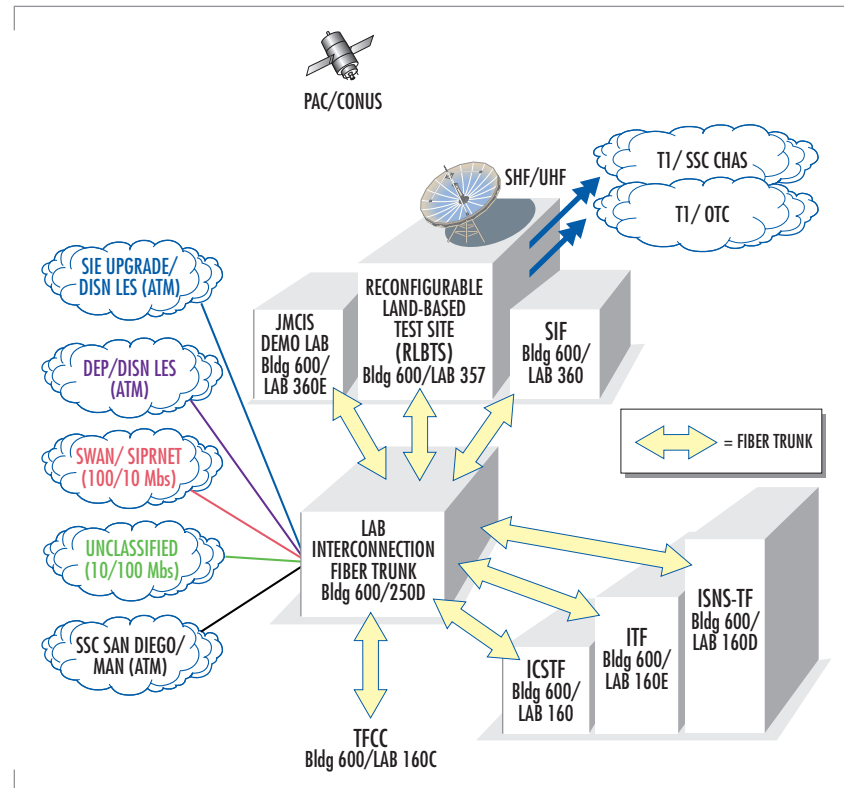 PAC/CONUS
SHF/UHF
T1/ SSC CHAS
T1/ OTC
SIE UPGRADE/
DISN LES (ATM)
DEP/DISN LES
(ATM)
SWAN/ SIPRNET
(100/10 Mbs)
UNCLASSIFIED
(10/100 Mbs)
SSC SAN DIEGO/
MAN (ATM)
JMCIS
DEMO LAB
Bldg 600/
LAB 360E
RECONFIGURABLE
LAND-BASED
TEST SITE
(RLBTS)
Bldg 600/LAB 357
SIF
Bldg 600/
LAB 360
= FIBER TRUNK
LAB
INTERCONNECTION
FIBER TRUNK
Bldg 600/250D
ICSTF
Bldg 600/
LAB 160
ITF
Bldg 600/
LAB 160E
ISNS-TF
Bldg 600/
LAB 160D
TFCC
Bldg 600/LAB 160C